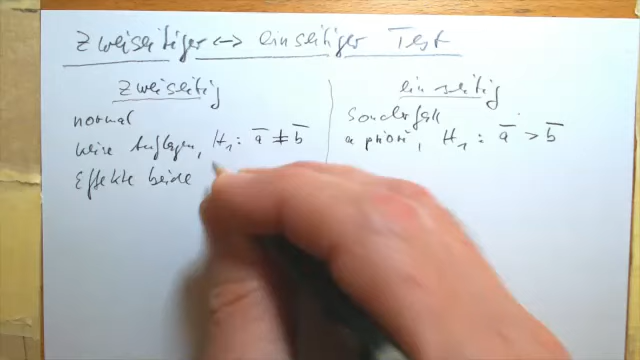 Zweiseitiger ↔ einseitiger Test
zweiseitig
normal
keine Auflagen, H₁: a̅ ≠ b̅
Effekte beide
einseitig
Sonderfall
a priori, H₁: a̅ > b̅